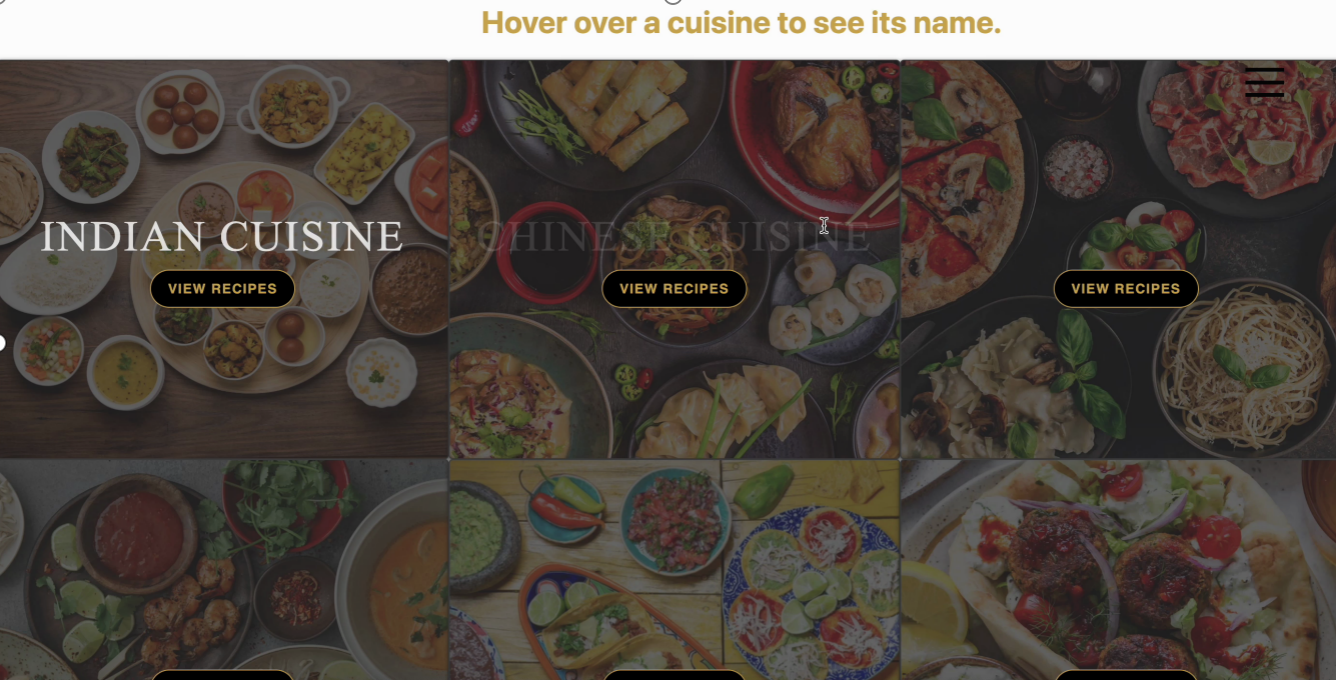 Hover over a cuisine to see its name.
INDIAN CUISINE
CHINESE CUISINE
VIEW RECIPES
VIEW RECIPES
VIEW RECIPES